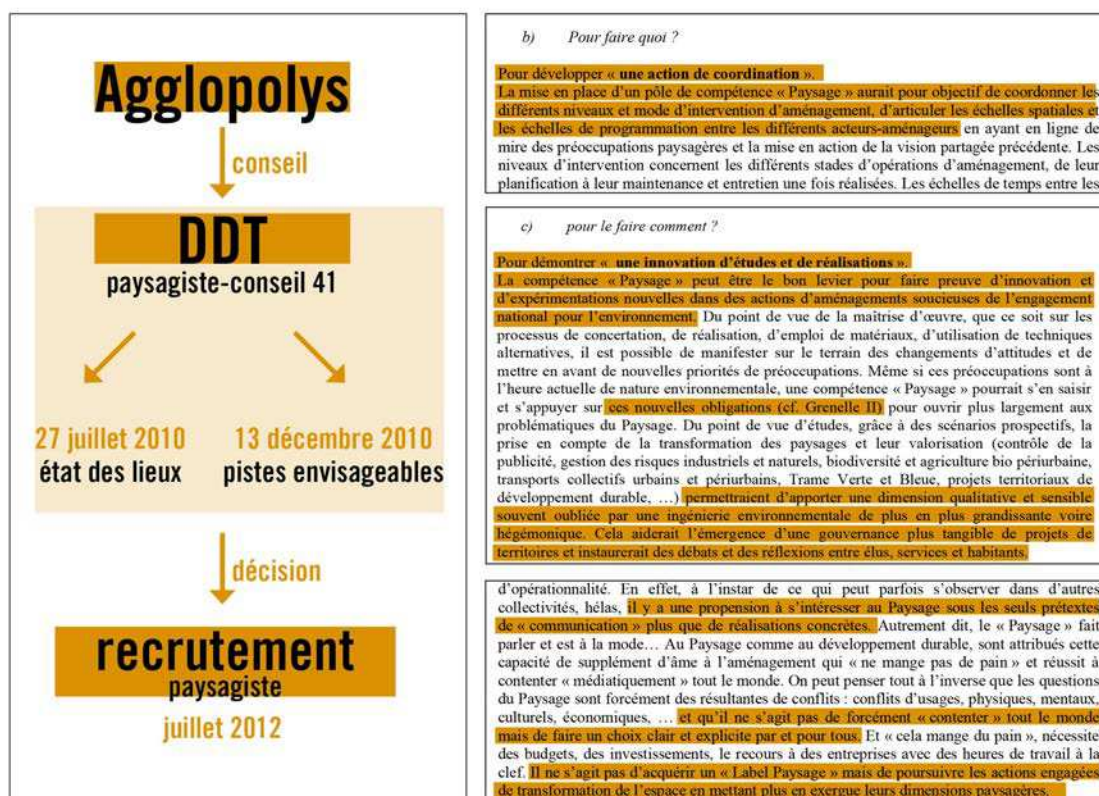 Agglopolys
conseil
DDT
paysagiste-conseil 41
27 juillet 2010
état des lieux
13 décembre 2010
pistes envisageables
décision
recrutement
paysagiste
juillet 2012
b) Pour faire quoi ?
Pour développer « une action de coordination ».
La mise en place d'un pôle de compétence « Paysage » aurait pour objectif de coordonner les
différents niveaux et mode d'intervention d'aménagement, d'articuler les échelles spatiales et
les échelles de programmation entre les différents acteurs-aménageurs en ayant en ligne de
mire des préoccupations paysagères et la mise en action de la vision partagée précédente. Les
niveaux d'intervention concernent les différents stades d'opérations d'aménagement, de leur
planification à leur maintenance et entretien une fois réalisées. Les échelles de temps entre les
c) pour le faire comment ?
Pour démontrer « une innovation d'études et de réalisations ».
La compétence « Paysage » peut être le bon levier pour faire preuve d'innovation et
d'expérimentations nouvelles dans des actions d'aménagements soucieuses de l'engagement
national pour l'environnement. Du point de vue de la maîtrise d'œuvre, que ce soit sur les
processus de concertation, de réalisation, d'emploi de matériaux, d'utilisation de techniques
alternatives, il est possible de manifester sur le terrain des changements d'attitudes et de
mettre en avant de nouvelles priorités de préoccupations. Même si ces préoccupations sont à
l'heure actuelle de nature environnementale, une compétence « Paysage » pourrait s'en saisir
et s'appuyer sur ces nouvelles obligations (cf. Grenelle II) pour ouvrir plus largement aux
problématiques du Paysage. Du point de vue d'études, grâce à des scénarios prospectifs, la
prise en compte de la transformation des paysages et leur valorisation (contrôle de la
publicité, gestion des risques industriels et naturels, biodiversité et agriculture bio périurbaine,
transports collectifs urbains et périurbains, Trame Verte et Bleue, projets territoriaux de
développement durable, …) permettraient d'apporter une dimension qualitative et sensible
souvent oubliée par une ingénierie environnementale de plus en plus grandissante voire
hégémonique. Cela aiderait l'émergence d'une gouvernance plus tangible de projets de
territoires et instaurerait des débats et des réflexions entre élus, services et habitants.
d'opérationnalité. En effet, à l'instar de ce qui peut parfois s'observer dans d'autres
collectivités, hélas, il y a une propension à s'intéresser au Paysage sous les seuls prétextes
de « communication » plus que de réalisations concrètes. Autrement dit, le « Paysage » fait
parler et est à la mode… Au Paysage comme au développement durable, sont attribués cette
capacité de supplément d'âme à l'aménagement qui « ne mange pas de pain » et réussit à
contenter « médiatiquement » tout le monde. On peut penser tout à l'inverse que les questions
du Paysage sont forcément des résultantes de conflits : conflits d'usages, physiques, mentaux,
culturels, économiques, … et qu'il ne s'agit pas de forcément « contenter » tout le monde
mais de faire un choix clair et explicite par et pour tous. Et « cela mange du pain », nécessite
des budgets, des investissements, le recours à des entreprises avec des heures de travail à la
clef. Il ne s'agit pas d'acquérir un « Label Paysage » mais de poursuivre les actions engagées
de transformation de l'espace en mettant plus en exergue leurs dimensions paysagères.